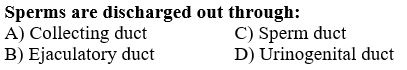 Sperms are discharged out through:
A) Collecting duct C) Sperm duct
B) Ejaculatory duct D) Urinogenital duct